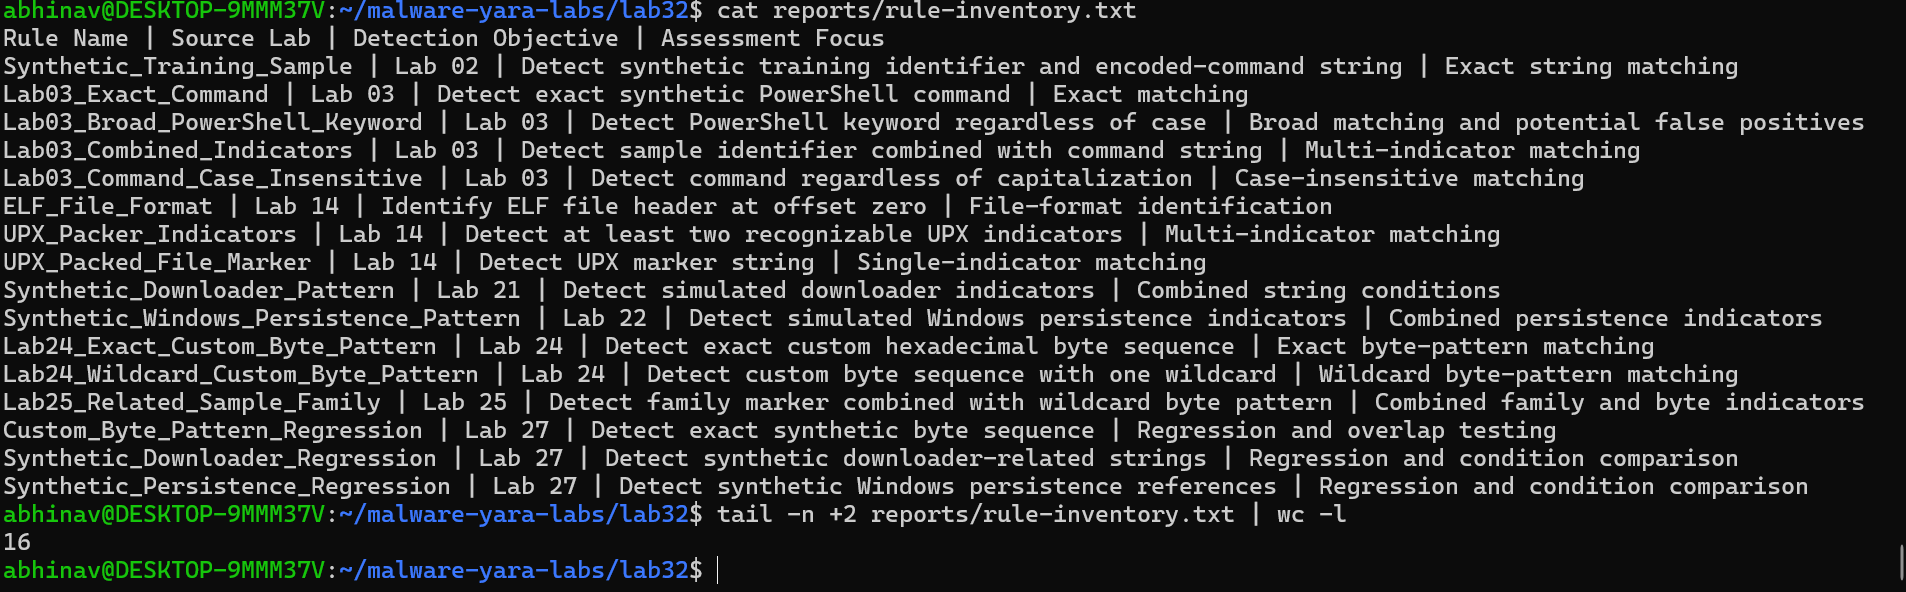 abhinav@DESKTOP-9MMM37V:~/malware-yara-labs/lab32$ cat reports/rule-inventory.txt
Rule Name | Source Lab | Detection Objective | Assessment Focus
Synthetic_Training_Sample | Lab 02 | Detect synthetic training identifier and encoded-command string | Exact string matching
Lab03_Exact_Command | Lab 03 | Detect exact synthetic PowerShell command | Exact matching
Lab03_Broad_PowerShell_Keyword | Lab 03 | Detect PowerShell keyword regardless of case | Broad matching and potential false positives
Lab03_Combined_Indicators | Lab 03 | Detect sample identifier combined with command string | Multi-indicator matching
Lab03_Command_Case_Insensitive | Lab 03 | Detect command regardless of capitalization | Case-insensitive matching
ELF_File_Format | Lab 14 | Identify ELF file header at offset zero | File-format identification
UPX_Packer_Indicators | Lab 14 | Detect at least two recognizable UPX indicators | Multi-indicator matching
UPX_Packed_File_Marker | Lab 14 | Detect UPX marker string | Single-indicator matching
Synthetic_Downloader_Pattern | Lab 21 | Detect simulated downloader indicators | Combined string conditions
Synthetic_Windows_Persistence_Pattern | Lab 22 | Detect simulated Windows persistence indicators | Combined persistence indicators
Lab24_Exact_Custom_Byte_Pattern | Lab 24 | Detect exact custom hexadecimal byte sequence | Exact byte-pattern matching
Lab24_Wildcard_Custom_Byte_Pattern | Lab 24 | Detect custom byte sequence with one wildcard | Wildcard byte-pattern matching
Lab25_Related_Sample_Family | Lab 25 | Detect family marker combined with wildcard byte pattern | Combined family and byte indicators
Custom_Byte_Pattern_Regression | Lab 27 | Detect exact synthetic byte sequence | Regression and overlap testing
Synthetic_Downloader_Regression | Lab 27 | Detect synthetic downloader-related strings | Regression and condition comparison
Synthetic_Persistence_Regression | Lab 27 | Detect synthetic Windows persistence references | Regression and condition comparison
abhinav@DESKTOP-9MMM37V:~/malware-yara-labs/lab32$ tail -n +2 reports/rule-inventory.txt | wc -l
16
abhinav@DESKTOP-9MMM37V:~/malware-yara-labs/lab32$